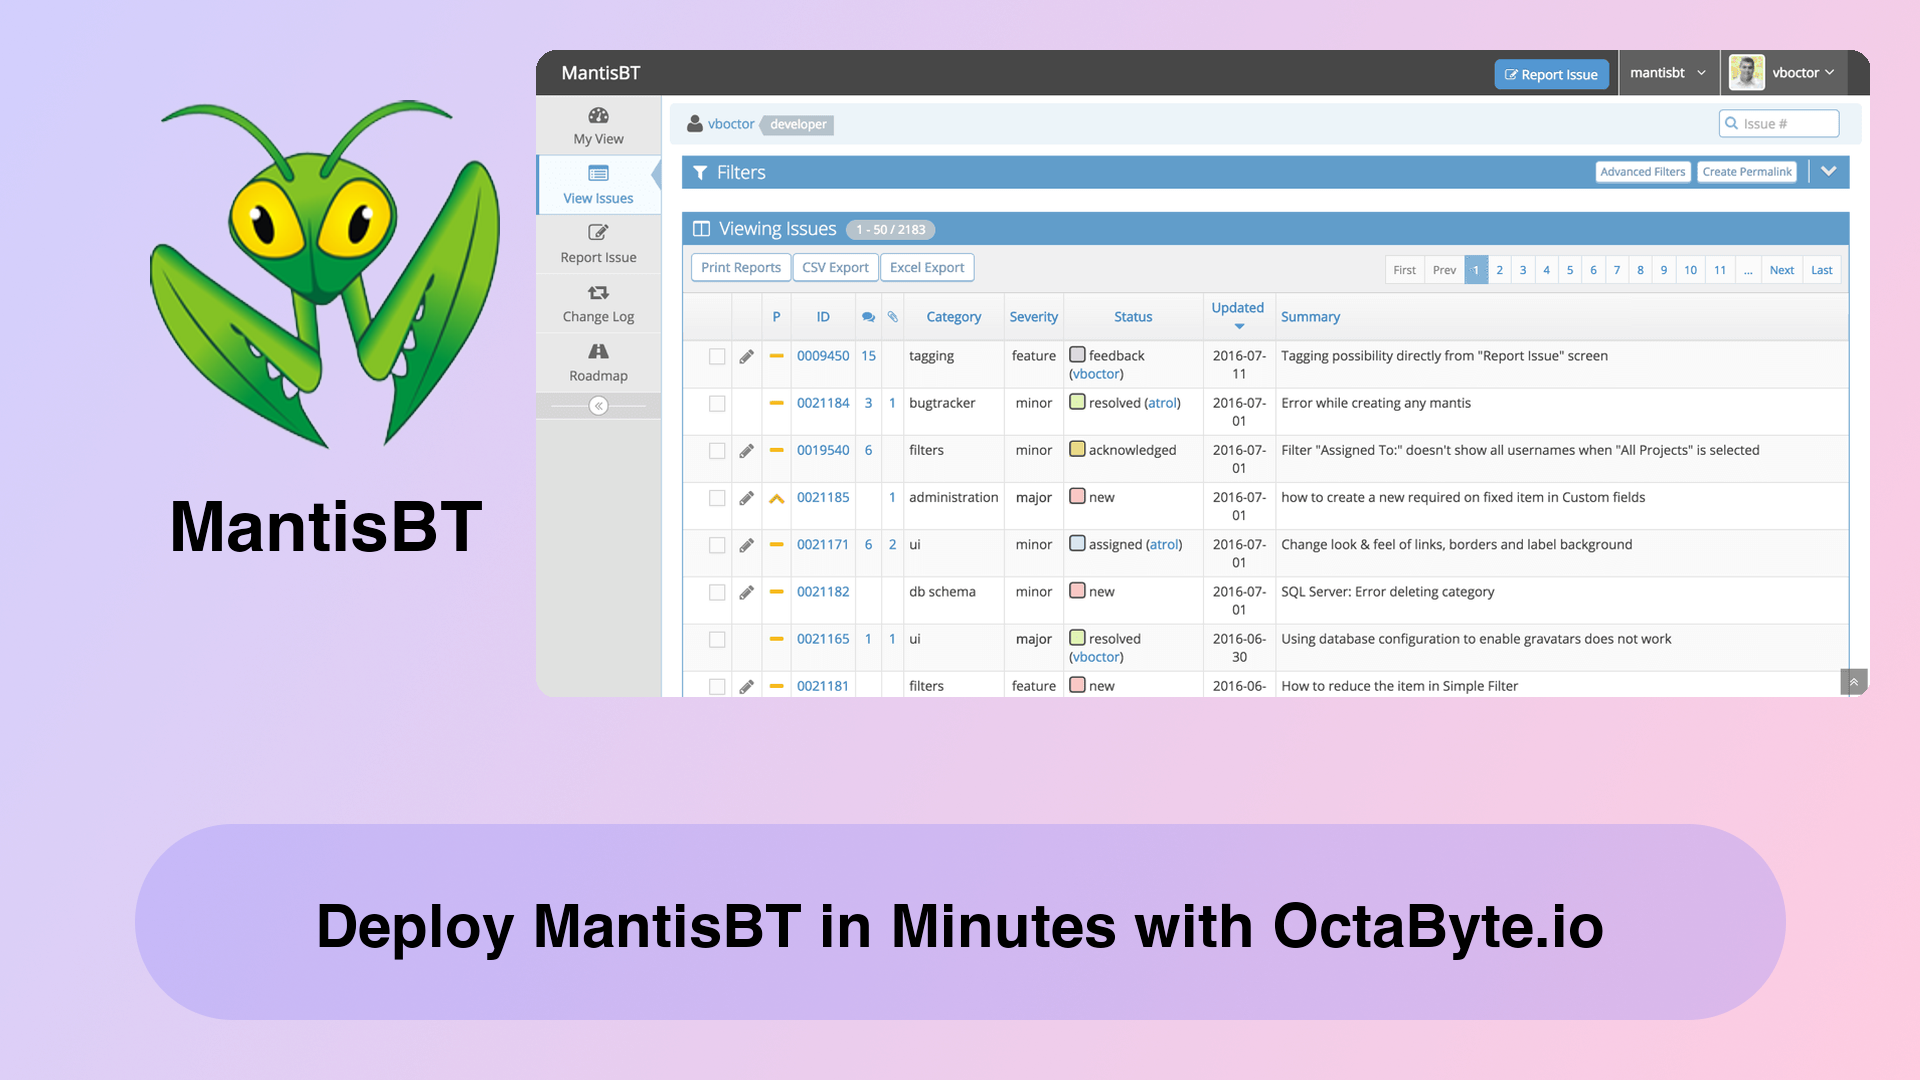 MantisBT
MantisBT Report Issue mantisbt vboctor
My View
View Issues
Report Issue
Change Log
Roadmap
vboctor developer Issue #
Filters Advanced Filters Create Permalink
Viewing Issues 1 - 50 / 2183
Print Reports CSV Export Excel Export First Prev 1 2 3 4 5 6 7 8 9 10 11 ... Next Last
P ID Category Severity Status Updated Summary
0009450 15 tagging feature feedback 2016-07- Tagging possibility directly from "Report Issue" screen
(vboctor) 11
0021184 3 1 bugtracker minor resolved (atrol) 2016-07- Error while creating any mantis
01
0019540 6 filters minor acknowledged 2016-07- Filter "Assigned To:" doesn't show all usernames when "All Projects" is selected
01
0021185 1 administration major new 2016-07- how to create a new required on fixed item in Custom fields
01
0021171 6 2 ui minor assigned (atrol) 2016-07- Change look & feel of links, borders and label background
01
0021182 db schema minor new 2016-07- SQL Server: Error deleting category
01
0021165 1 1 ui major resolved 2016-06- Using database configuration to enable gravatars does not work
(vboctor) 30
0021181 filters feature new 2016-06- How to reduce the item in Simple Filter
Deploy MantisBT in Minutes with OctaByte.io